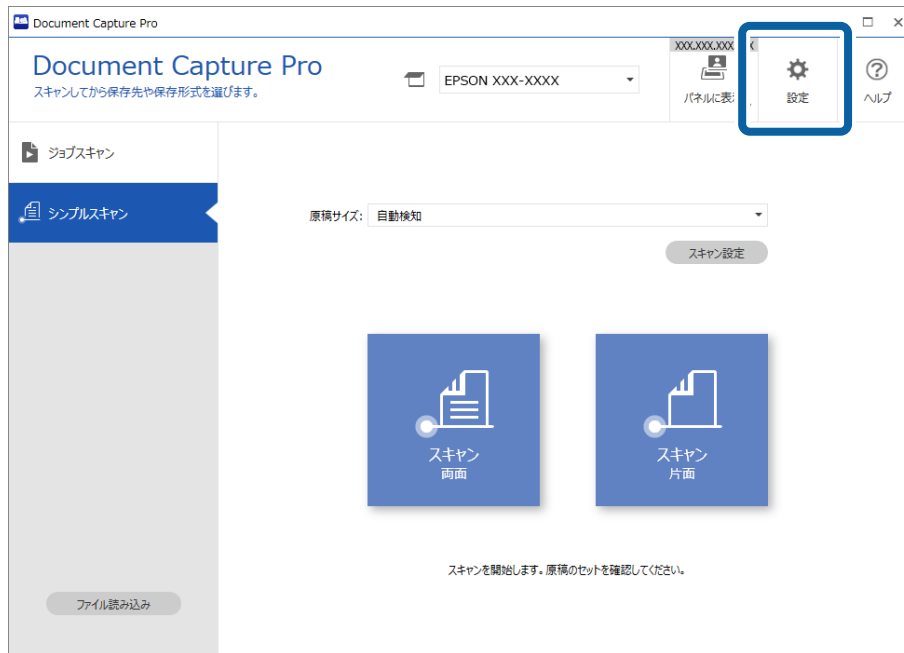 Document Capture Pro
Document Capture Pro
スキャンしてから保存先や保存形式を選びます。
EPSON XXX-XXXX
XXX.XXX.XXX
パネルに表
設定
ヘルプ
ジョブスキャン
シンプルスキャン
原稿サイズ: 自動検知
スキャン設定
スキャン
両面
スキャン
片面
スキャンを開始します。原稿のセットを確認してください。
ファイル読み込み